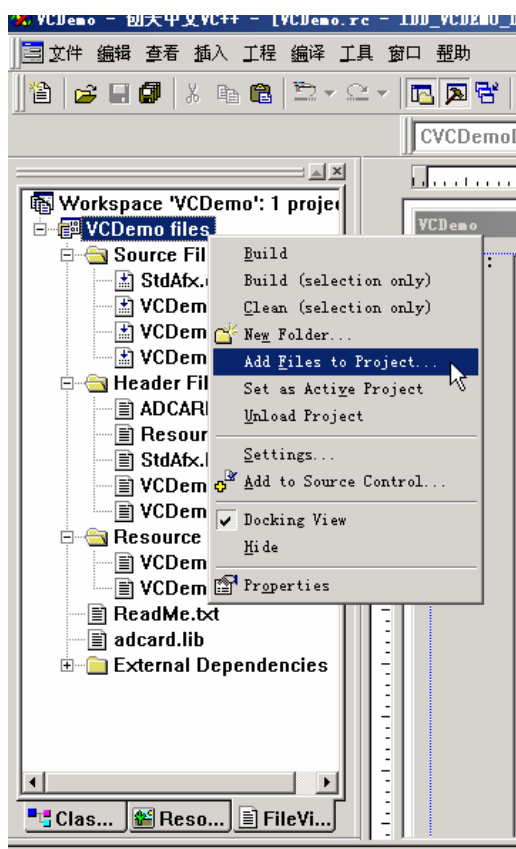 VCDemo - 创天中文VC++ - [VCDemo.rc - IDD_VCDEMO_D
文件 编辑 查看 插入 工程 编译 工具 窗口 帮助
CVCDemoD
Workspace 'VCDemo': 1 proje
VCDemo files
Source Fil
StdAfx.
VCDem
VCDem
VCDem
Header Fil
ADCARI
Resour
StdAfx.l
VCDem
VCDem
Resource
VCDem
VCDem
ReadMe.txt
adcard.lib
External Dependencies
VCDemo
Build
Build (selection only)
Clean (selection only)
New Folder...
Add Files to Project...
Set as Active Project
Unload Project
Settings...
Add to Source Control...
Docking View
Hide
Properties
Clas...
Reso...
FileVi...